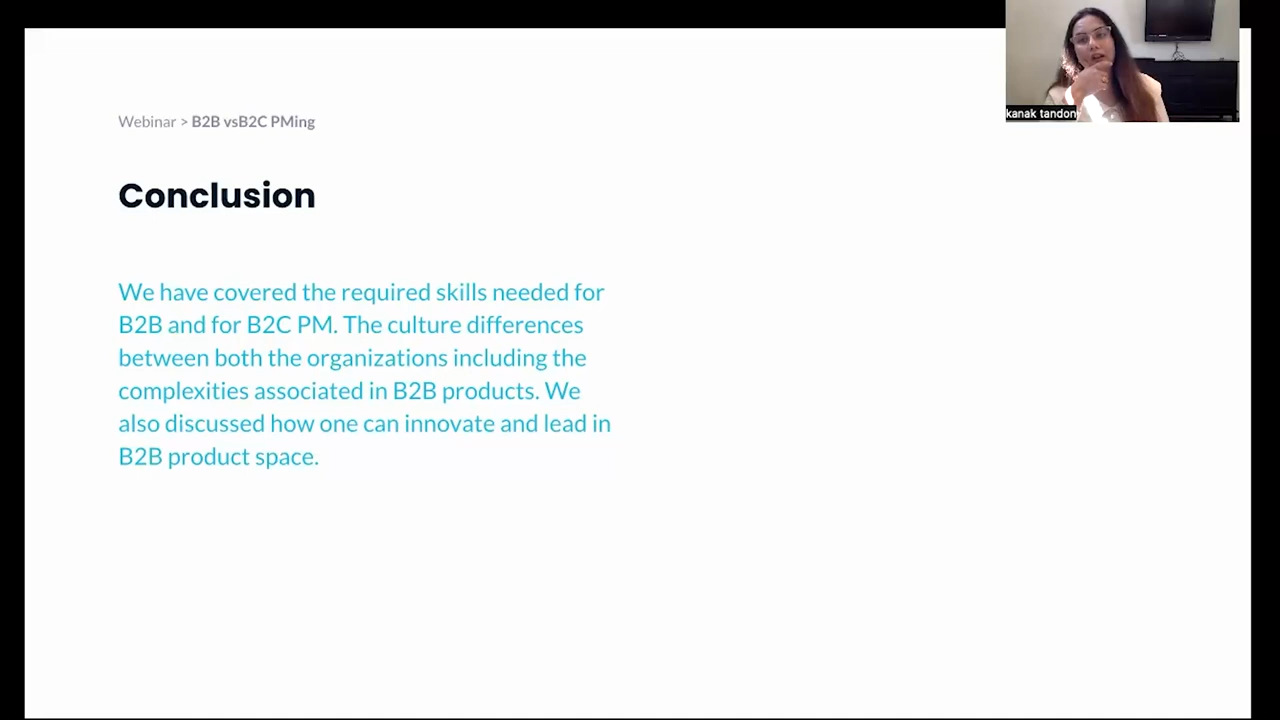 Webinar > B2B vsB2C PMing
kanak tandon
Conclusion
We have covered the required skills needed for
B2B and for B2C PM. The culture differences
between both the organizations including the
complexities associated in B2B products. We
also discussed how one can innovate and lead in
B2B product space.